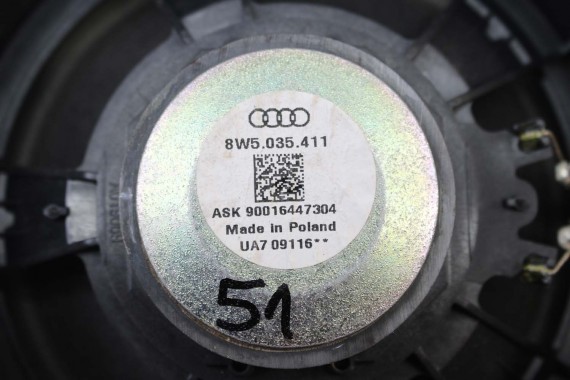 8W5.035.411
ASK 90016447304
Made in Poland
UA7 09116**
51